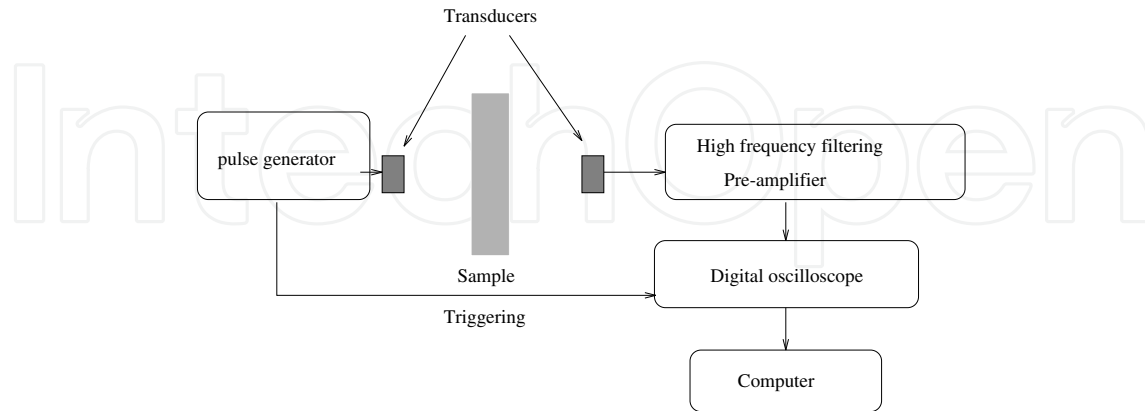 Transducers
IntechOpen
pulse generator
High frequency filtering
Pre-amplifier
Sample
Digital oscilloscope
Triggering
Computer